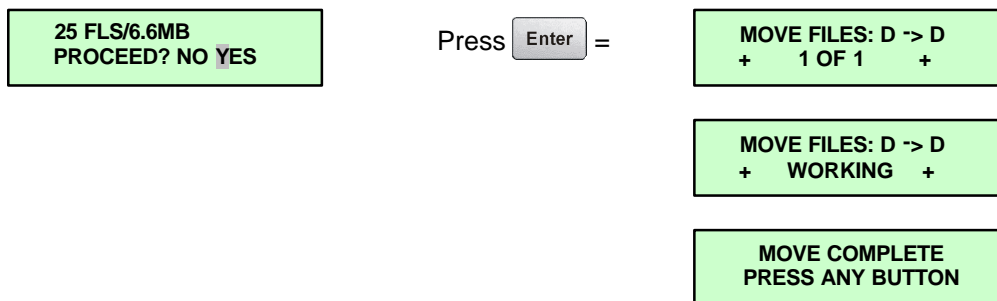 25 FLS/6.6MB
PROCEED? NO YES
Press Enter =
MOVE FILES: D -> D
+ 1 OF 1 +
MOVE FILES: D -> D
+ WORKING +
MOVE COMPLETE
PRESS ANY BUTTON